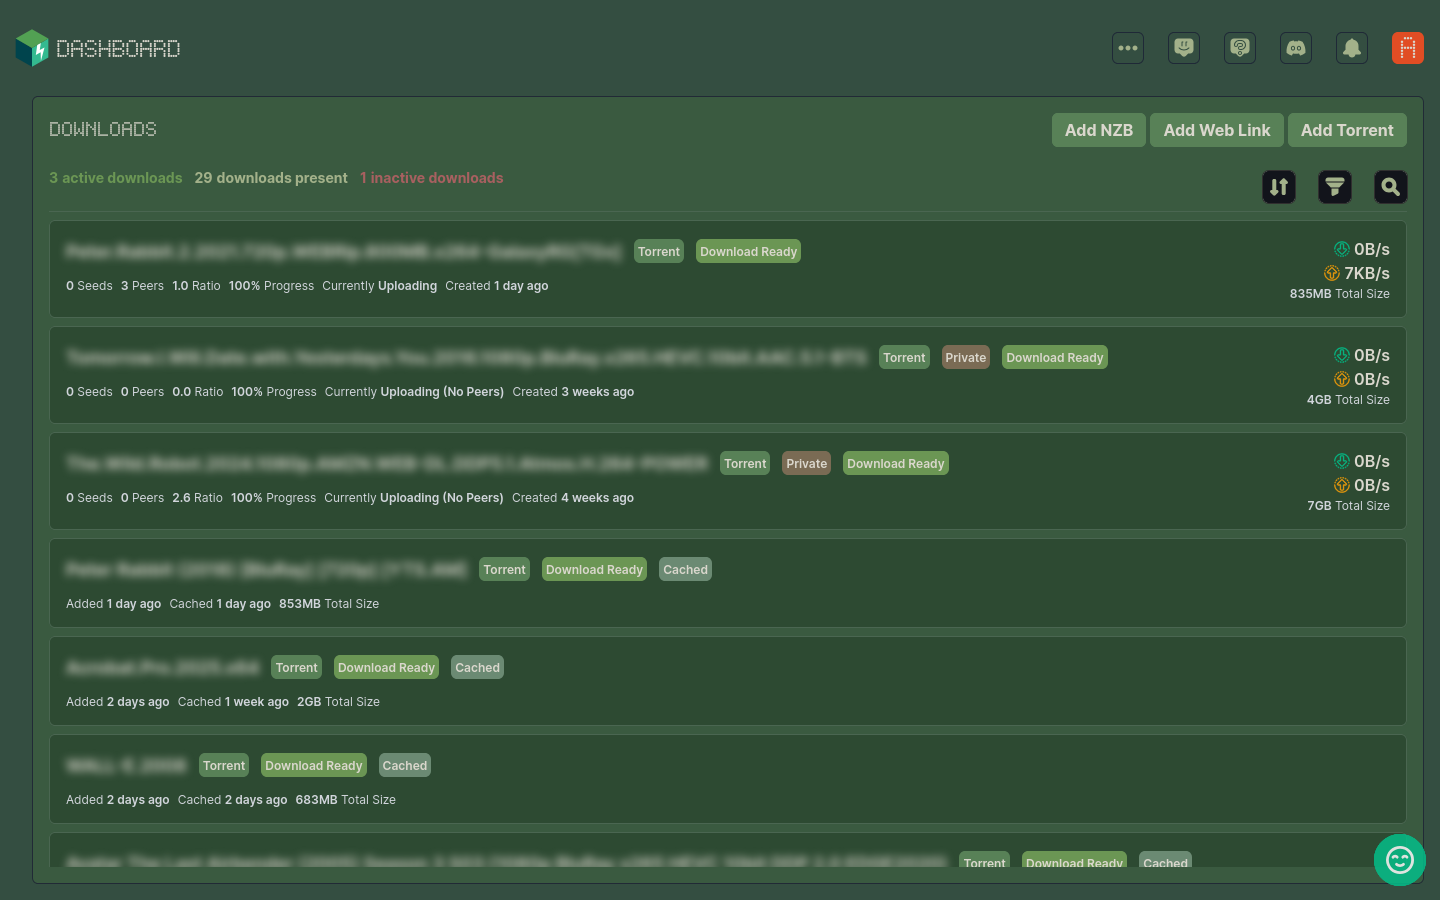 DASHBOARD
A
DOWNLOADS
Add NZB Add Web Link Add Torrent
3 active downloads 29 downloads present 1 inactive downloads
Torrent Download Ready
0B/s
7KB/s
0 Seeds 3 Peers 1.0 Ratio 100% Progress Currently Uploading Created 1 day ago
835MB Total Size
Torrent Private Download Ready
0B/s
0B/s
0 Seeds 0 Peers 0.0 Ratio 100% Progress Currently Uploading (No Peers) Created 3 weeks ago
4GB Total Size
Torrent Private Download Ready
0B/s
0B/s
0 Seeds 0 Peers 2.6 Ratio 100% Progress Currently Uploading (No Peers) Created 4 weeks ago
7GB Total Size
Torrent Download Ready Cached
Added 1 day ago Cached 1 day ago 853MB Total Size
Torrent Download Ready Cached
Added 2 days ago Cached 1 week ago 2GB Total Size
Torrent Download Ready Cached
Added 2 days ago Cached 2 days ago 683MB Total Size
Torrent Download Ready Cached